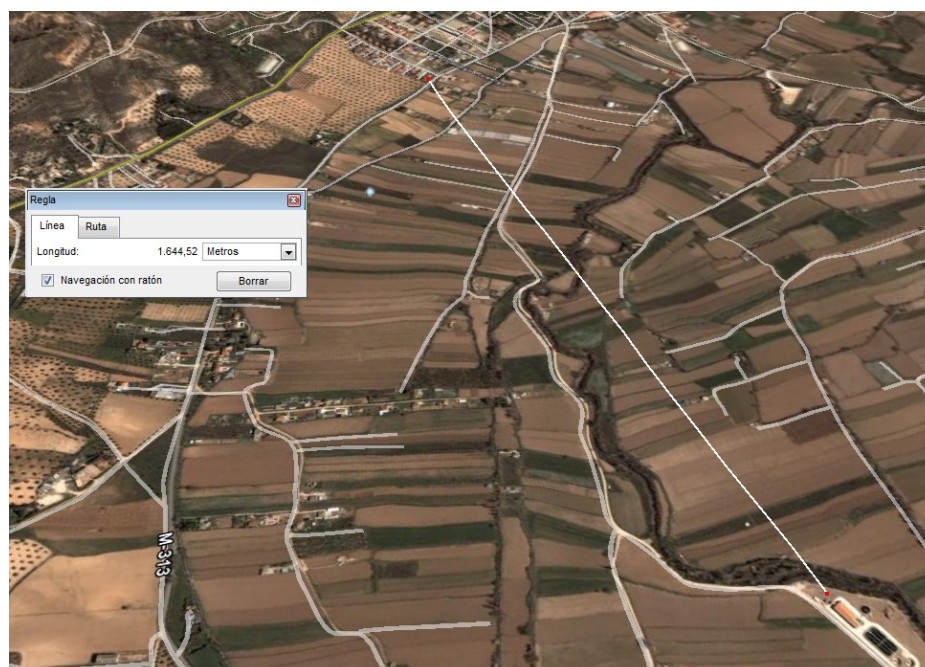 Regla
Línea Ruta
Longitud: 1.644,52 Metros
Navegación con ratón Borrar
M-313